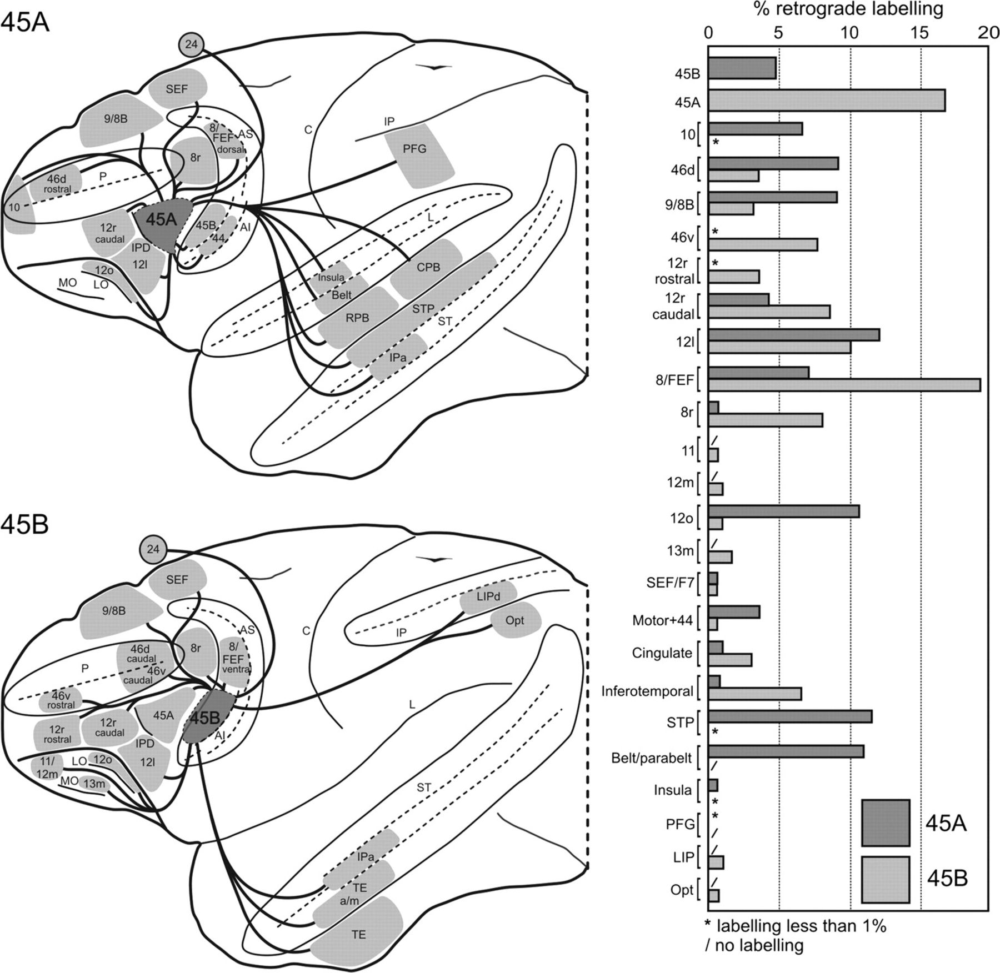 45A
24
SEF
9/8B
8/
FEF
dorsal
AS
8r
C
IP
PFG
46d
rostral
P
10
45A
12r
caudal
45B
44
AI
IPD
12l
12o
MO
LO
L
Insula
Belt
CPB
RPB
STP
ST
IPa
45B
24
SEF
9/8B
AS
8r
8/
FEF
ventral
46d
caudal
46v
caudal
P
46v
rostral
45A
45B
AI
12r
rostral
12r
caudal
IPD
12l
11/
12m
LO
12o
MO
13m
C
IP
LIPd
Opt
L
ST
IPa
TE
a/m
TE
% retrograde labelling
0 5 10 15 20
45B
45A
10
*
46d
9/8B
46v
*
12r
rostral
*
12r
caudal
12l
8/FEF
8r
11
/
12m
/
12o
13m
/
SEF/F7
Motor+44
Cingulate
Inferotemporal
STP
*
Belt/parabelt
/
Insula
*
PFG
*
/
LIP
/
Opt
/
45A
45B
* labelling less than 1%
/ no labelling